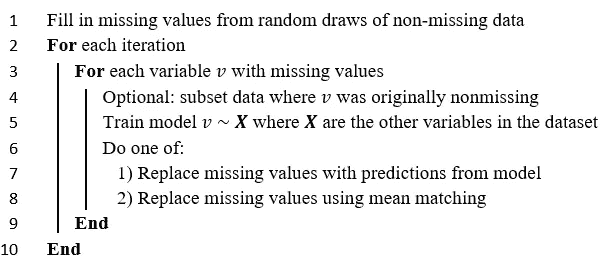 1 Fill in missing values from random draws of non-missing data
2 For each iteration
3 For each variable v with missing values
4 Optional: subset data where v was originally nonmissing
5 Train model v ~ X where X are the other variables in the dataset
6 Do one of:
7 1) Replace missing values with predictions from model
8 2) Replace missing values using mean matching
9 End
10 End